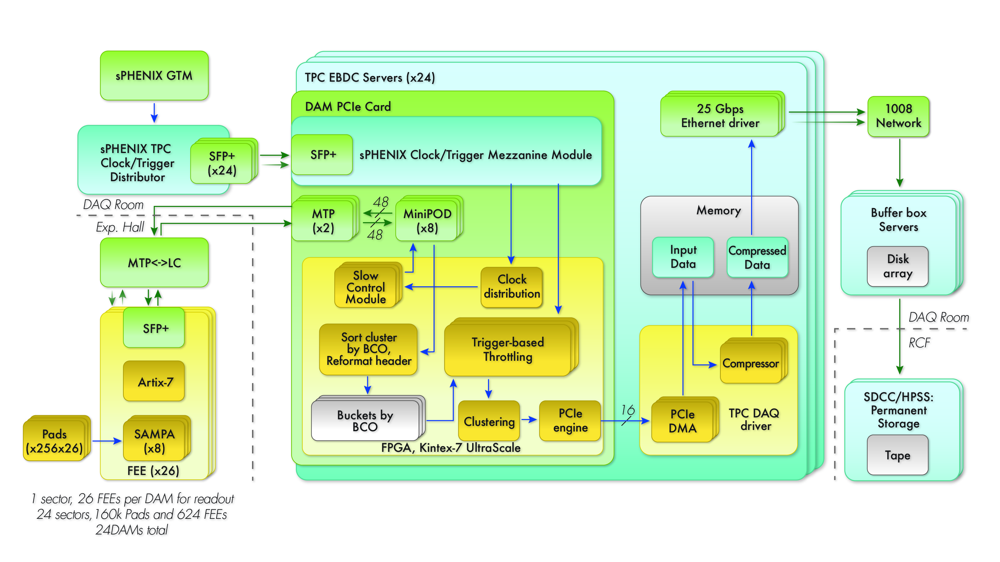 sPHENIX GTM
sPHENIX TPC
Clock/Trigger
Distributor
SFP+
(x24)
DAQ Room
Exp. Hall
MTP<->LC
SFP+
Artix-7
SAMPA
(x8)
FEE (x26)
Pads
(x256x26)
1 sector, 26 FEEs per DAM for readout
24 sectors, 160k Pads and 624 FEEs
24DAMs total
TPC EBDC Servers (x24)
DAM PCIe Card
SFP+
sPHENIX Clock/Trigger Mezzanine Module
MTP
(x2)
48
48
MiniPOD
(x8)
Slow
Control
Module
Clock
distribution
Sort cluster
by BCO,
Reformat header
Trigger-based
Throttling
Buckets by
BCO
Clustering
PCIe
engine
FPGA, Kintex-7 UltraScale
16
25 Gbps
Ethernet driver
Memory
Input
Data
Compressed
Data
Compressor
PCIe
DMA
TPC DAQ
driver
1008
Network
Buffer box
Servers
Disk
array
DAQ Room
RCF
SDCC/HPSS:
Permanent
Storage
Tape